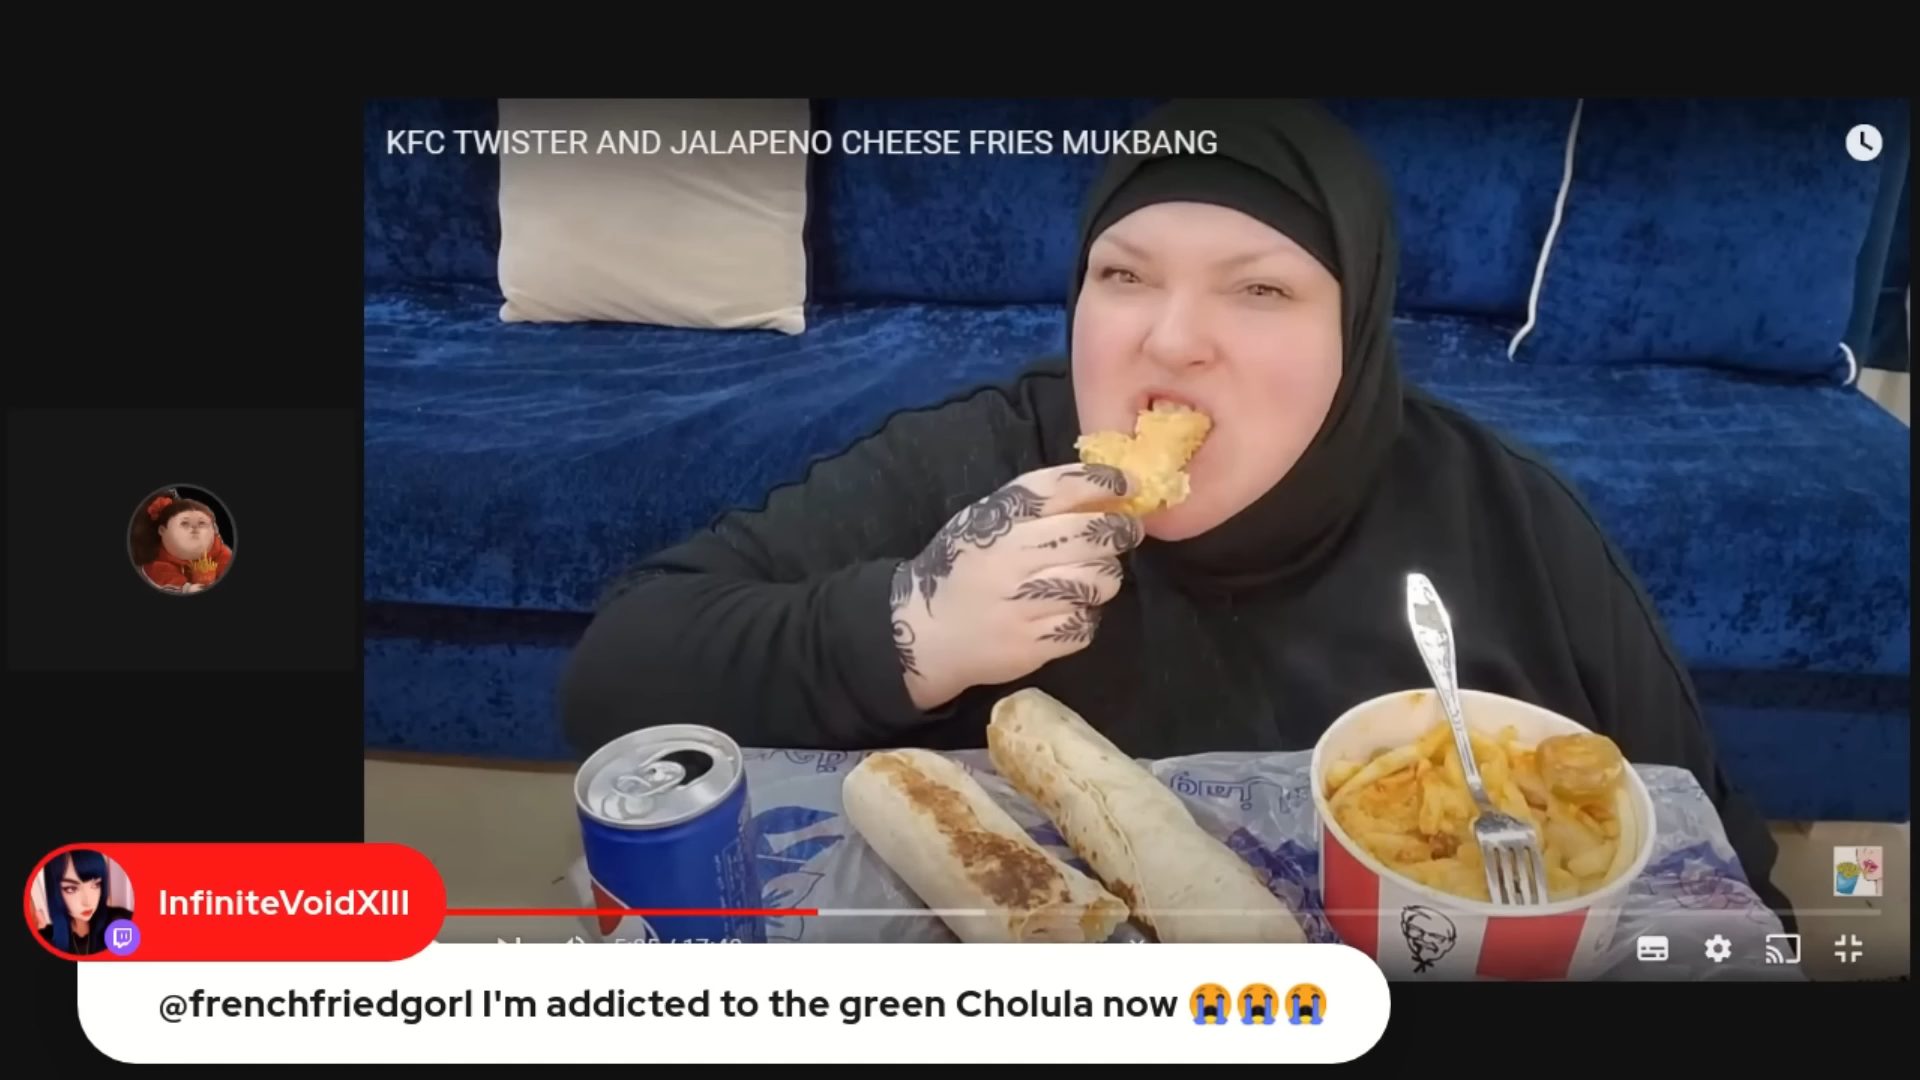 KFC TWISTER AND JALAPENO CHEESE FRIES MUKBANG
InfiniteVoidXIII
@frenchfriedgorl I'm addicted to the green Cholula now 😭😭😭